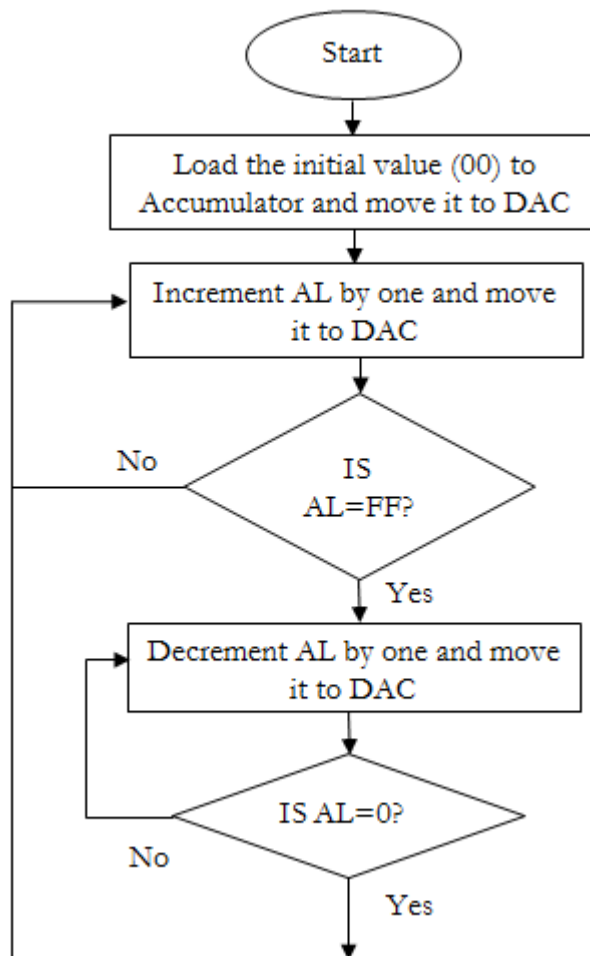 Start
Load the initial value (00) to
Accumulator and move it to DAC
Increment AL by one and move
it to DAC
No
IS
AL=FF?
Yes
Decrement AL by one and move
it to DAC
IS AL=0?
No
Yes